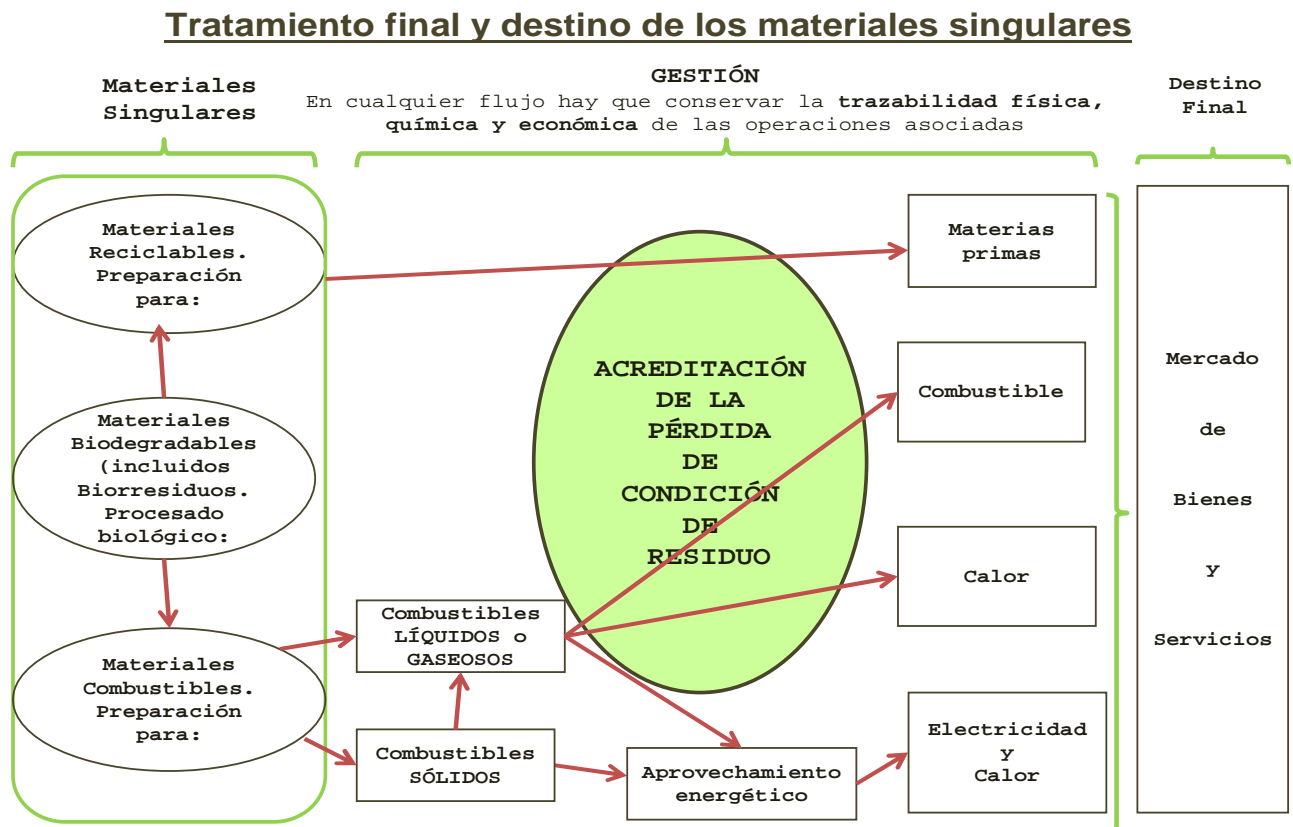 Tratamiento final y destino de los materiales singulares
Materiales
Singulares
GESTIÓN
En cualquier flujo hay que conservar la trazabilidad física,
química y económica de las operaciones asociadas
Destino
Final
Materiales
Reciclables.
Preparación
para:
Materiales
Biodegradables
(incluidos
Biorresiduos.
Procesado
biológico:
Materiales
Combustibles.
Preparación
para:
Combustibles
LÍQUIDOS o
GASEOSOS
Combustibles
SÓLIDOS
ACREDITACIÓN
DE LA
PÉRDIDA
DE
CONDICIÓN
DE
RESIDUO
Aprovechamiento
energético
Materias
primas
Combustible
Calor
Electricidad
y
Calor
Mercado
de
Bienes
y
Servicios